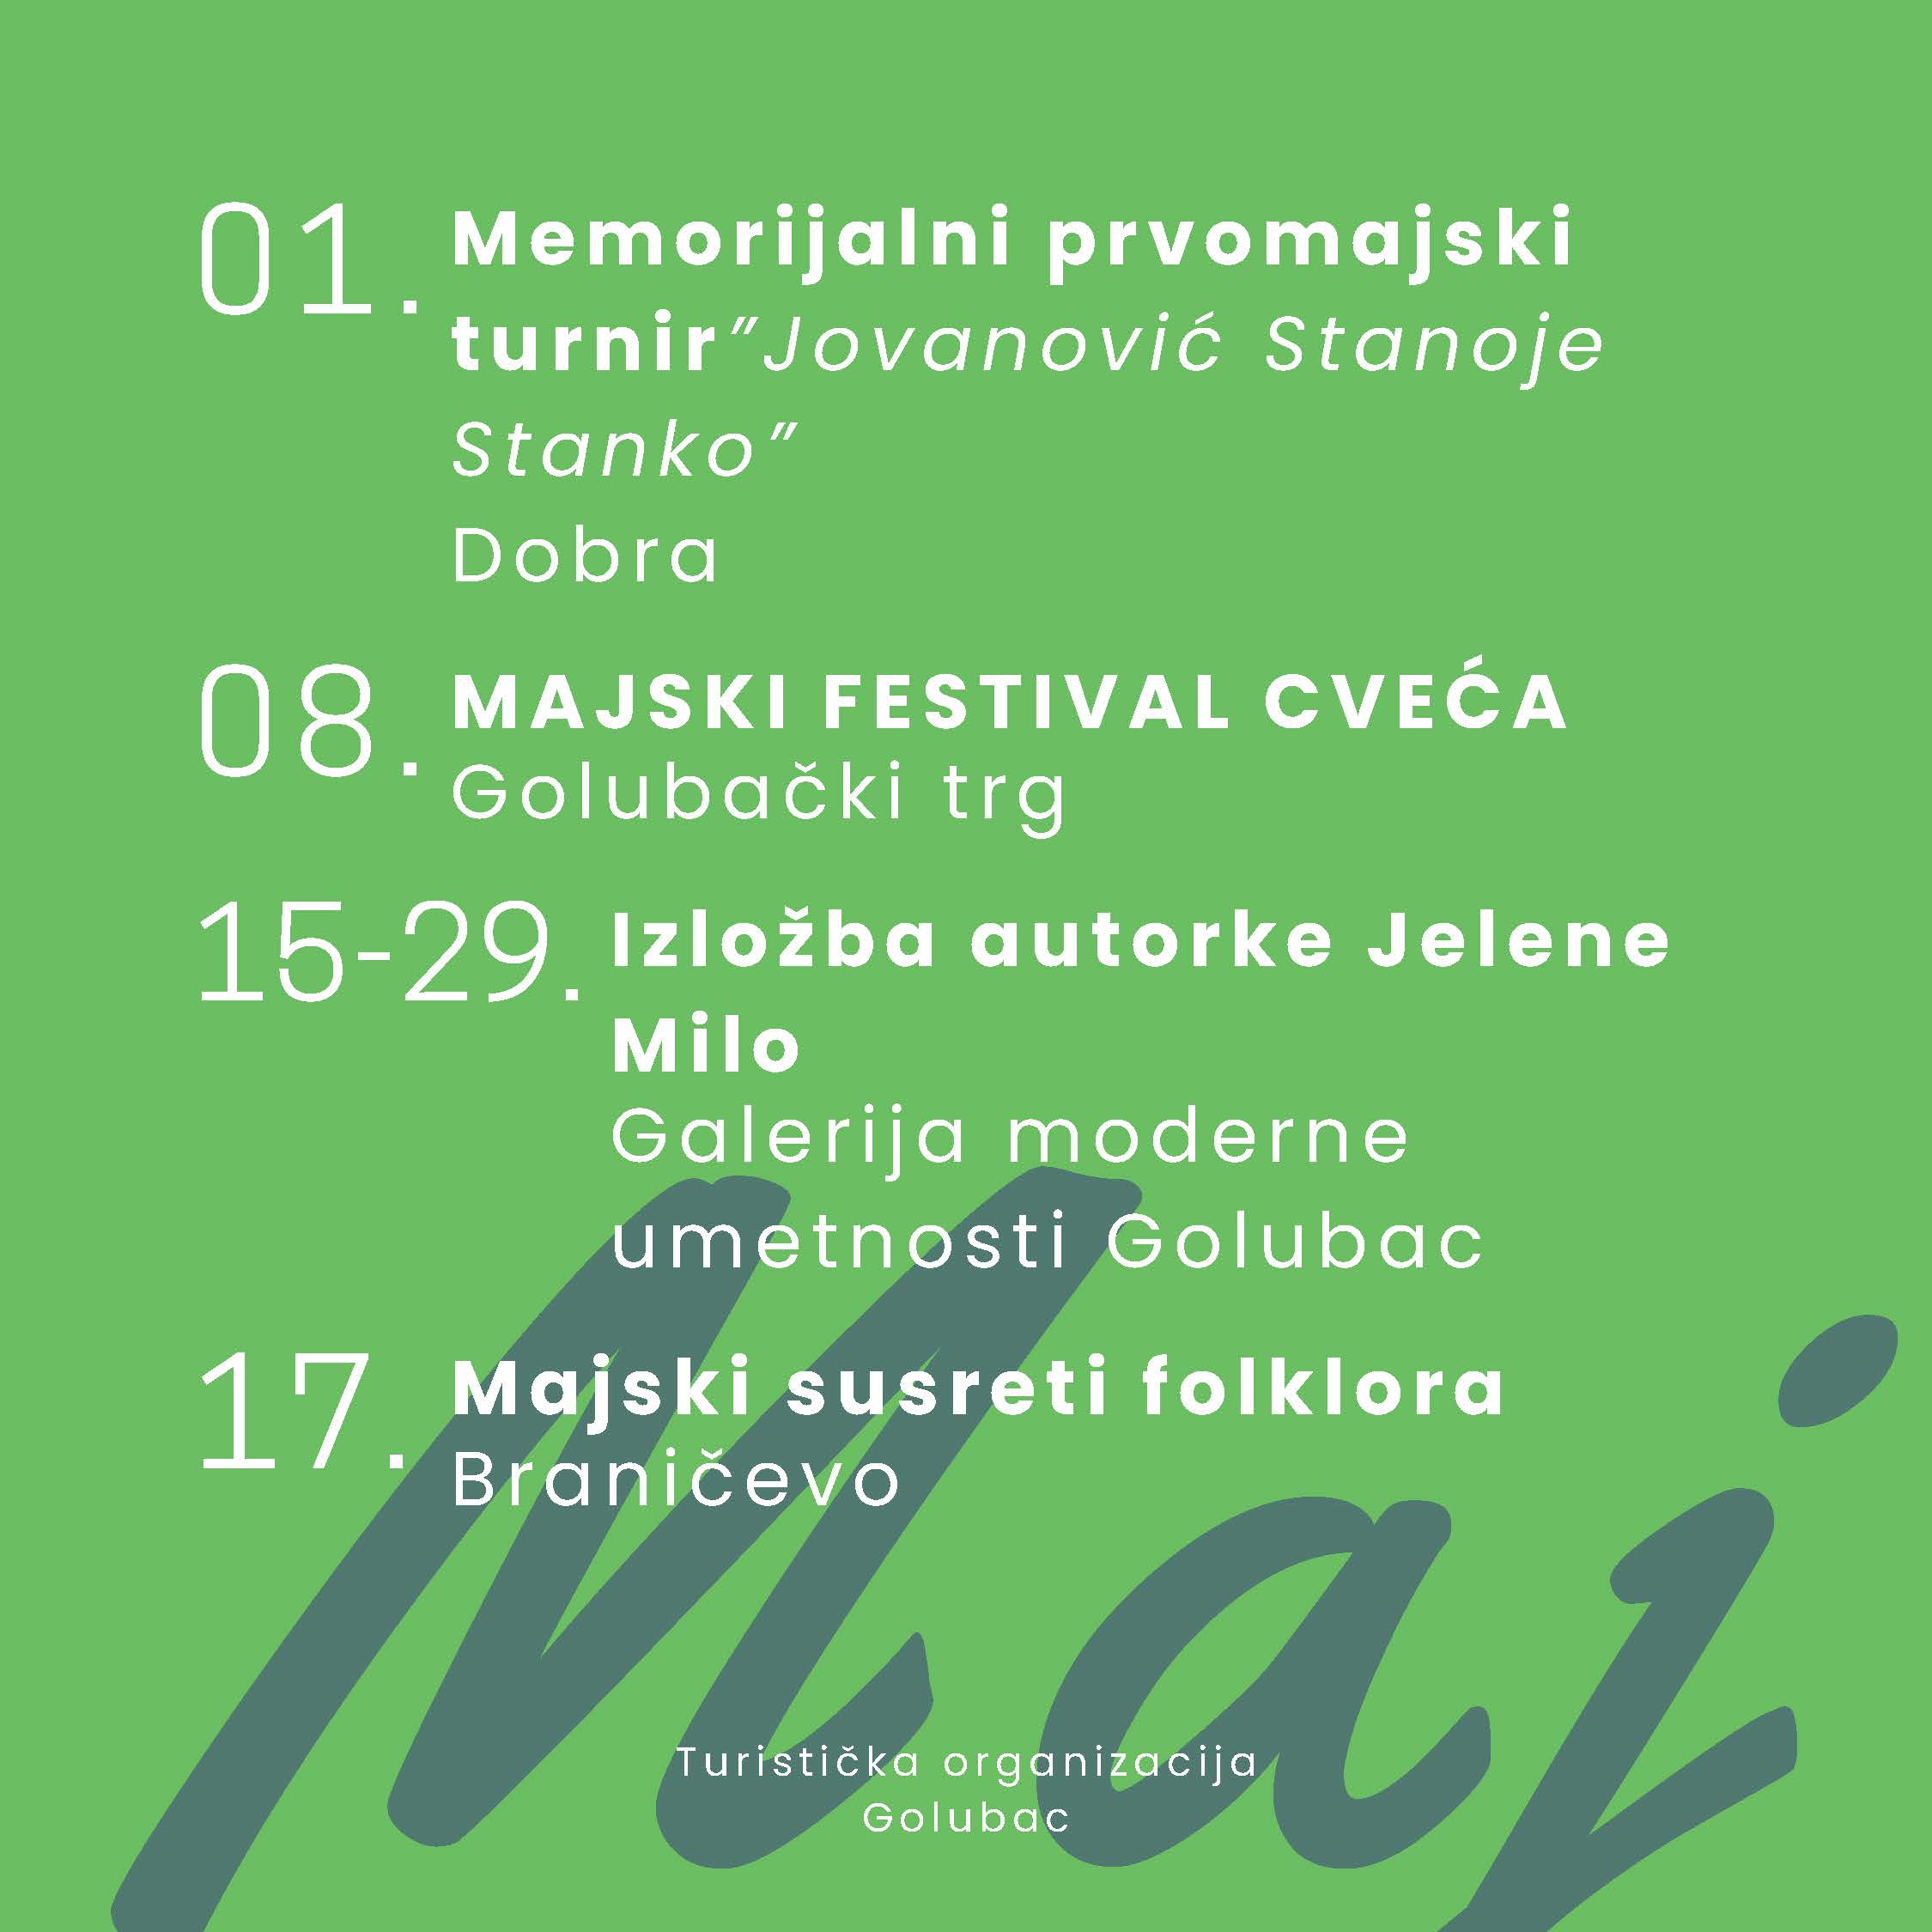 01. Memorijalni prvomajski
turnir"Jovanović Stanoje
Stanko"
Dobra
08. MAJSKI FESTIVAL CVEĆA
Golubački trg
15-29. Izložba autorke Jelene
Milo
Galerija moderne
umetnosti Golubac
17. Majski susreti folklora
Braničevo
Maj
Turistička organizacija
Golubac